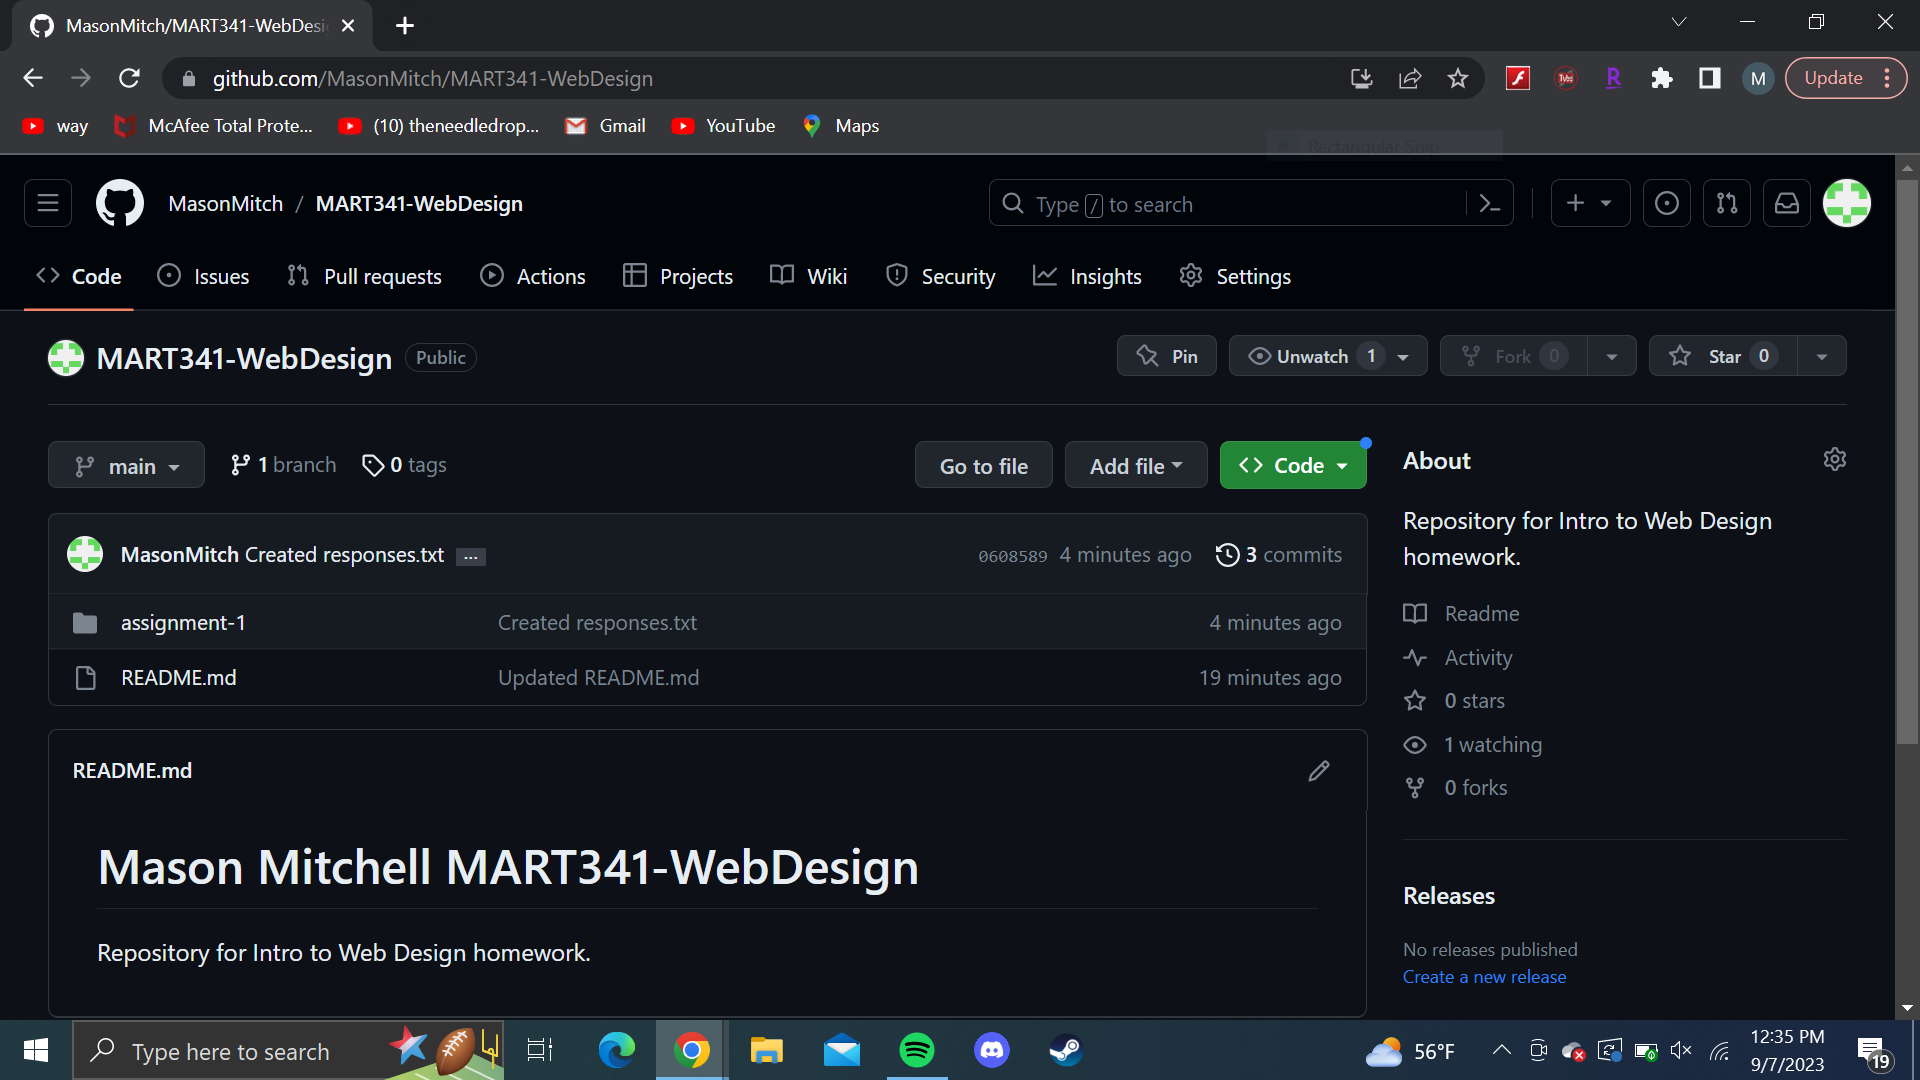 MasonMitch/MART341-WebDesi
github.com/MasonMitch/MART341-WebDesign
M
Update
way
McAfee Total Prote...
(10) theneedledrop...
Gmail
YouTube
Maps
Rectangular Snip
MasonMitch / MART341-WebDesign
Type / to search
Code
Issues
Pull requests
Actions
Projects
Wiki
Security
Insights
Settings
MART341-WebDesign Public
Pin
Unwatch 1
Fork 0
Star 0
main
1 branch
0 tags
Go to file
Add file
Code
MasonMitch Created responses.txt ...
0608589 4 minutes ago
3 commits
assignment-1 Created responses.txt 4 minutes ago
README.md Updated README.md 19 minutes ago
README.md
Mason Mitchell MART341-WebDesign
Repository for Intro to Web Design homework.
About
Repository for Intro to Web Design
homework.
Readme
Activity
0 stars
1 watching
0 forks
Releases
No releases published
Create a new release
Type here to search
56°F
12:35 PM
9/7/2023
19